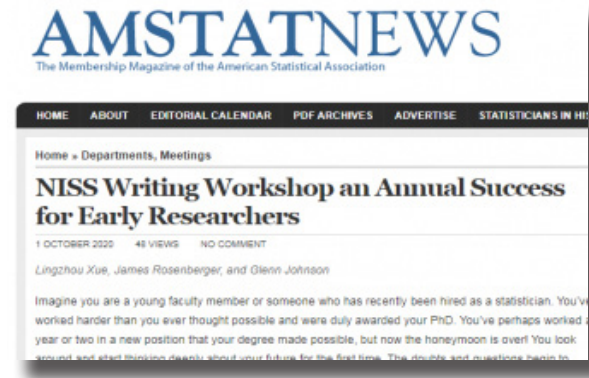 AMSTATNEWS
The Membership Magazine of the American Statistical Association
HOME ABOUT EDITORIAL CALENDAR PDF ARCHIVES ADVERTISE STATISTICIANS IN HIS
Home » Departments, Meetings
NISS Writing Workshop an Annual Success
for Early Researchers
1 OCTOBER 2020 48 VIEWS NO COMMENT
Lingzhou Xue, James Rosenberger, and Glenn Johnson
Imagine you are a young faculty member or someone who has recently been hired as a statistician. You've
worked harder than you ever thought possible and were duly awarded your PhD. You've perhaps worked a
year or two in a new position that your degree made possible, but now the honeymoon is over! You look
around and start thinking deeply about your future for the first time. The doubts and questions begin to